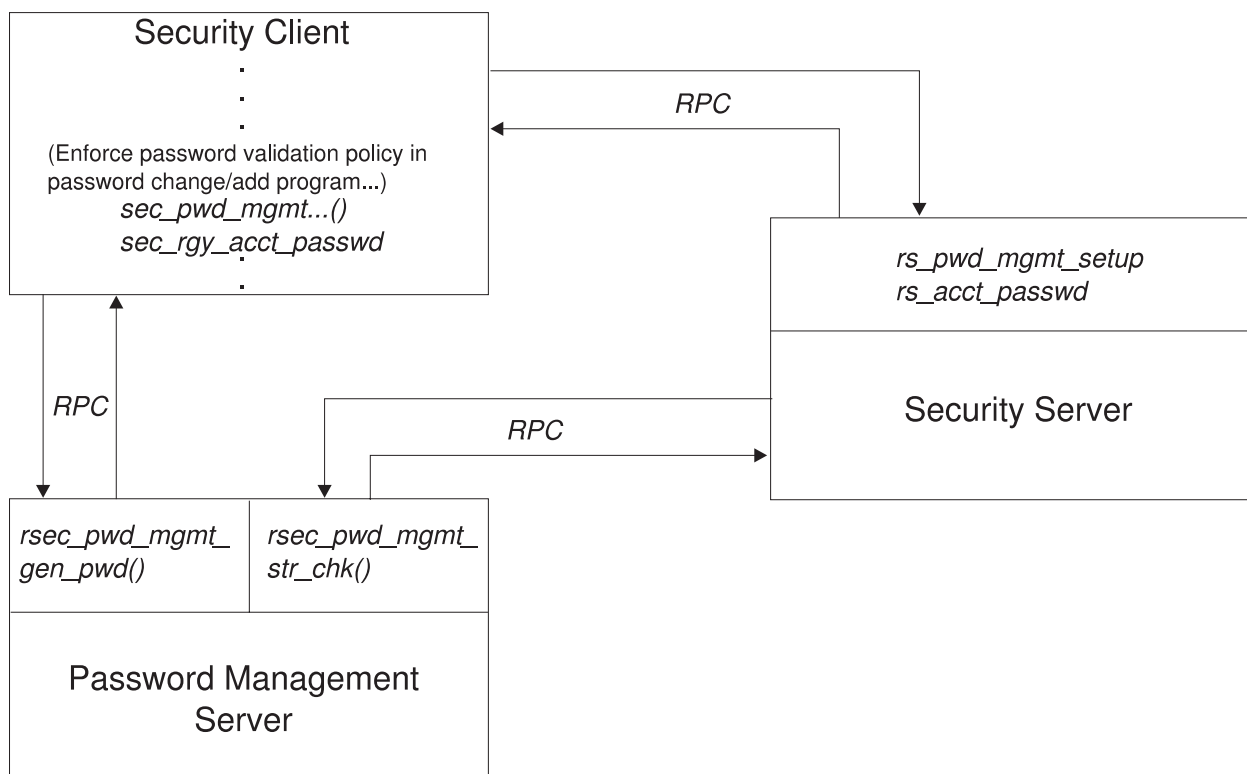 Security Client
.
.
.
(Enforce password validation policy in
password change/add program...)
sec_pwd_mgmt...()
sec_rgy_acct_passwd
.
.
RPC
rs_pwd_mgmt_setup
rs_acct_passwd
Security Server
RPC
RPC
rsec_pwd_mgmt_
gen_pwd()
rsec_pwd_mgmt_
str_chk()
Password Management
Server